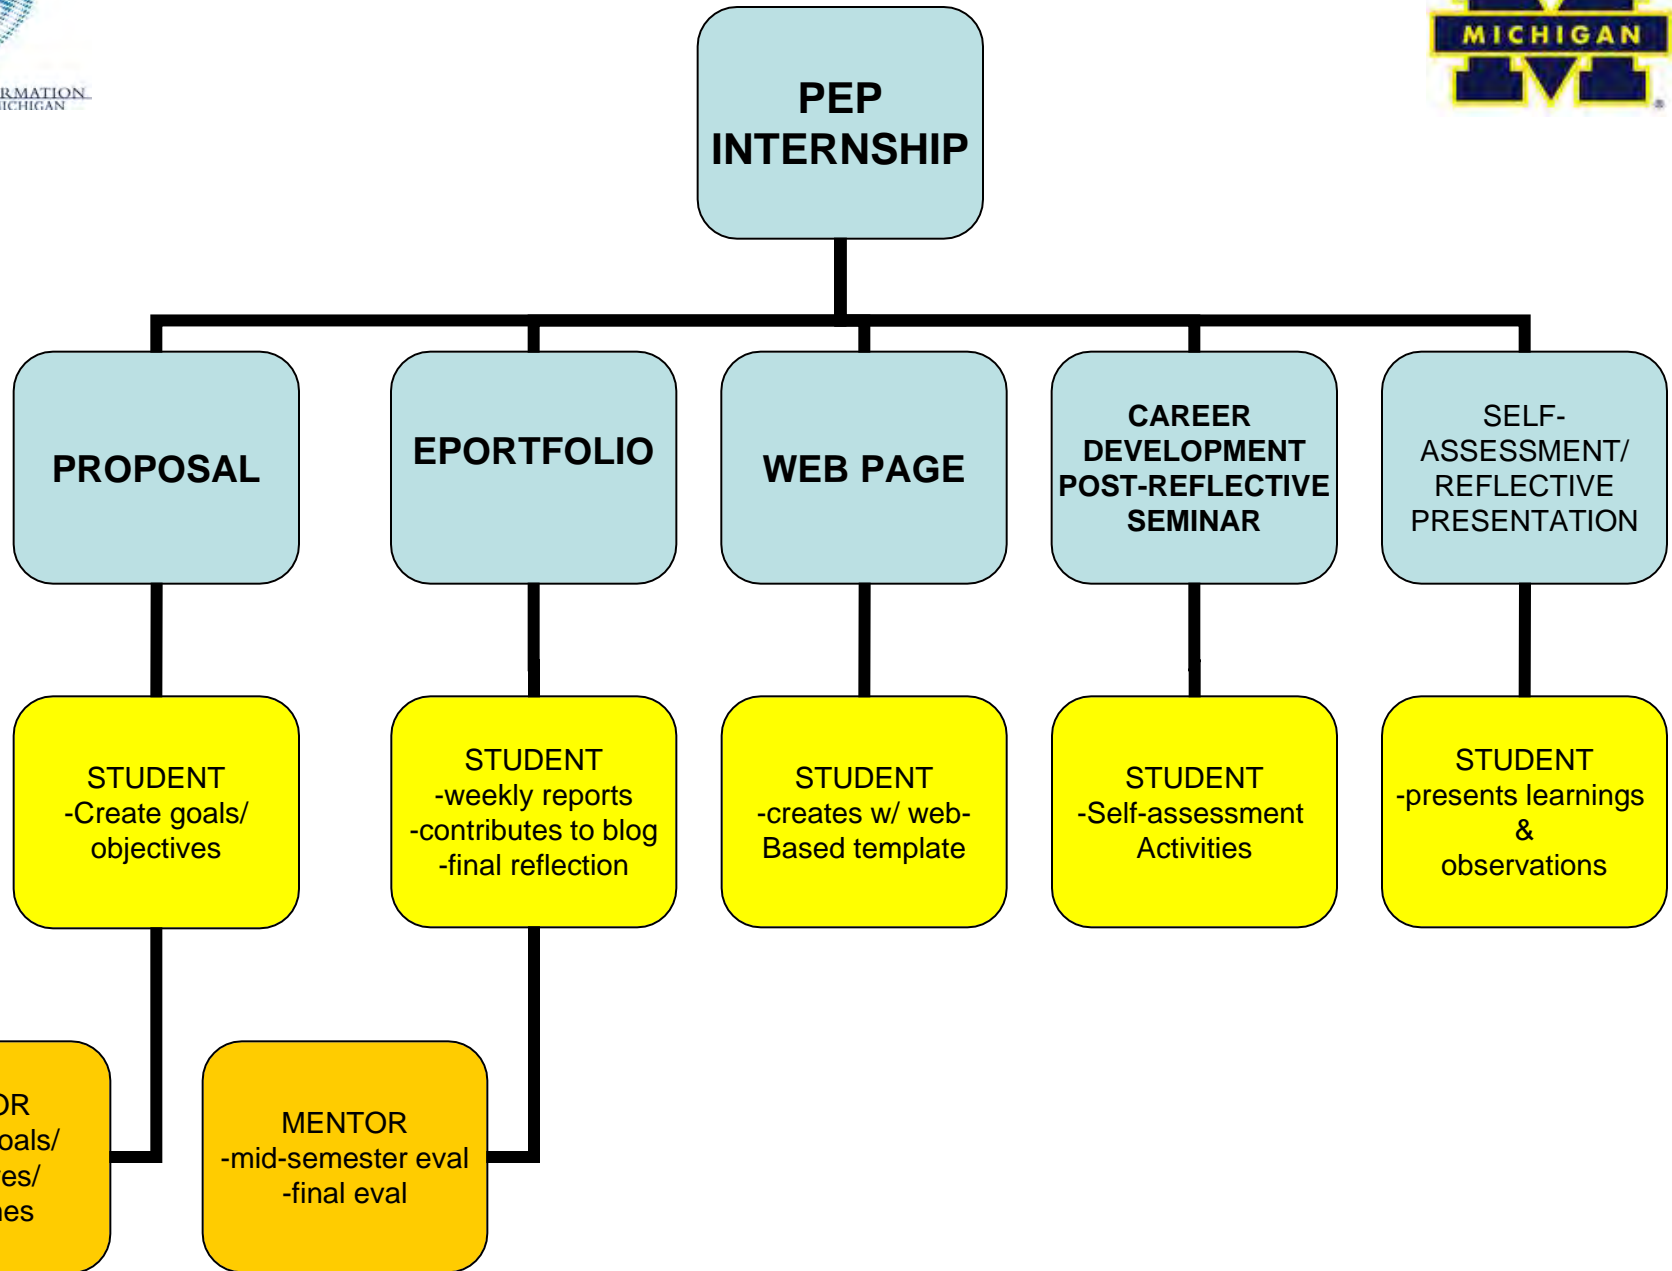 MICHIGAN
MICHIGAN
PEP
INTERNSHIP
PROPOSAL
EPORTFOLIO
WEB PAGE
CAREER
DEVELOPMENT
POST-REFLECTIVE
SEMINAR
SELF-
ASSESSMENT/
REFLECTIVE
PRESENTATION
STUDENT
-Create goals/
objectives
STUDENT
-weekly reports
-contributes to blog
-final reflection
STUDENT
-creates w/ web-
Based template
STUDENT
-Self-assessment
Activities
STUDENT
-presents learnings
&
observations
MENTOR
-mid-semester eval
-final eval